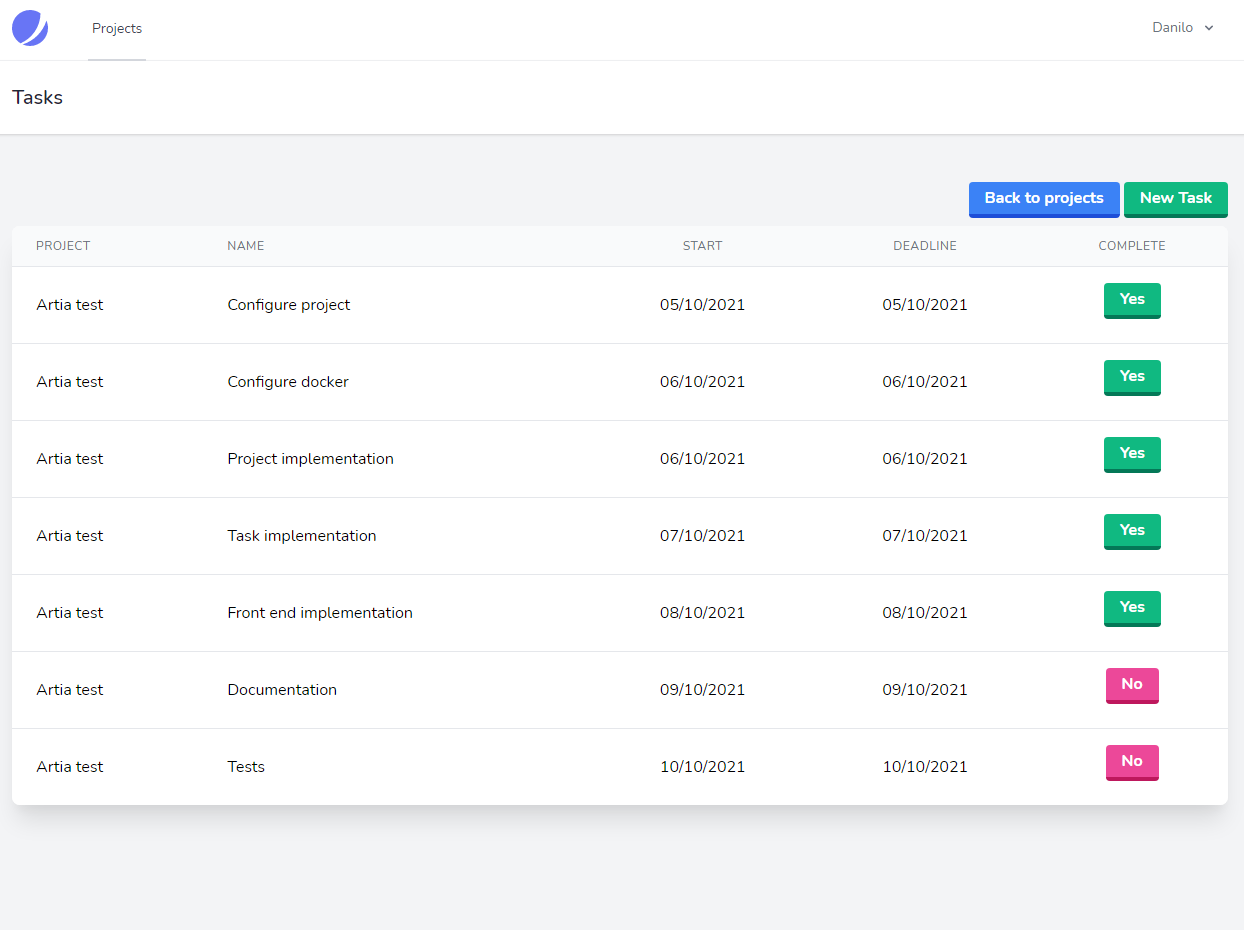 Projects
Danilo
Tasks
Back to projects
New Task
PROJECT NAME START DEADLINE COMPLETE
Artia test Configure project 05/10/2021 05/10/2021 Yes
Artia test Configure docker 06/10/2021 06/10/2021 Yes
Artia test Project implementation 06/10/2021 06/10/2021 Yes
Artia test Task implementation 07/10/2021 07/10/2021 Yes
Artia test Front end implementation 08/10/2021 08/10/2021 Yes
Artia test Documentation 09/10/2021 09/10/2021 No
Artia test Tests 10/10/2021 10/10/2021 No